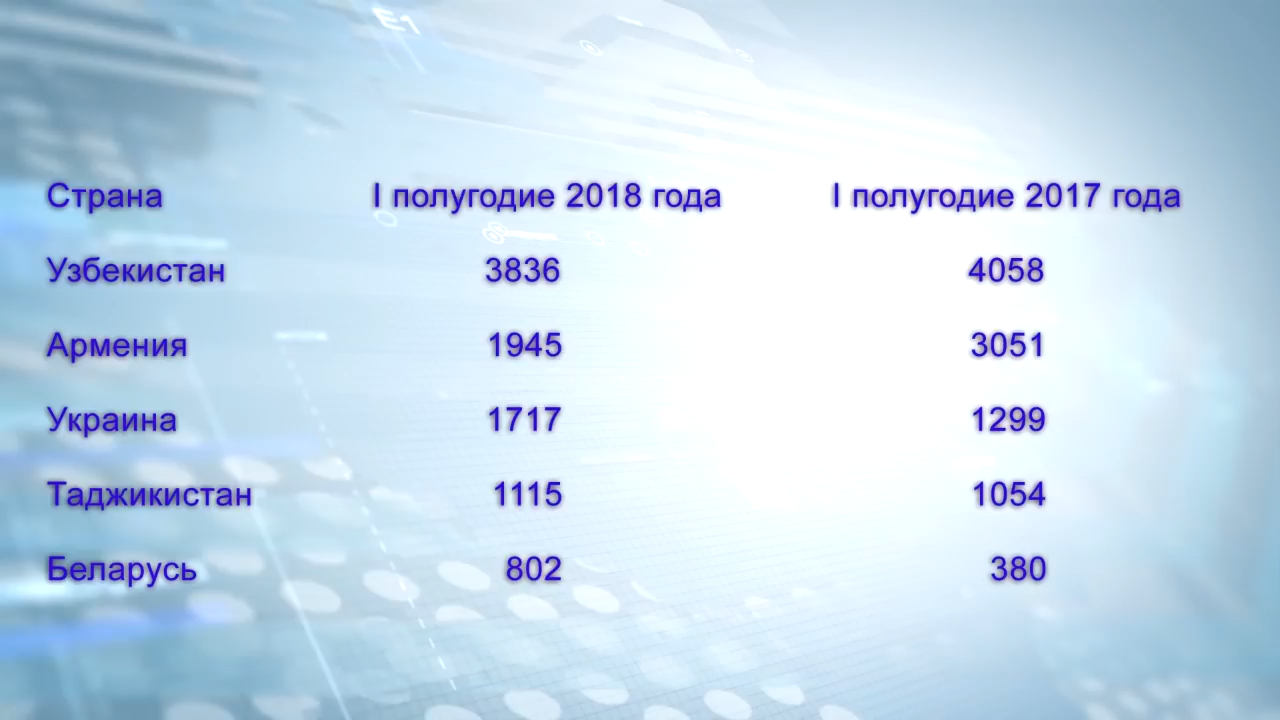 Страна I полугодие 2018 года I полугодие 2017 года
Узбекистан 3836 4058
Армения 1945 3051
Украина 1717 1299
Таджикистан 1115 1054
Беларусь 802 380